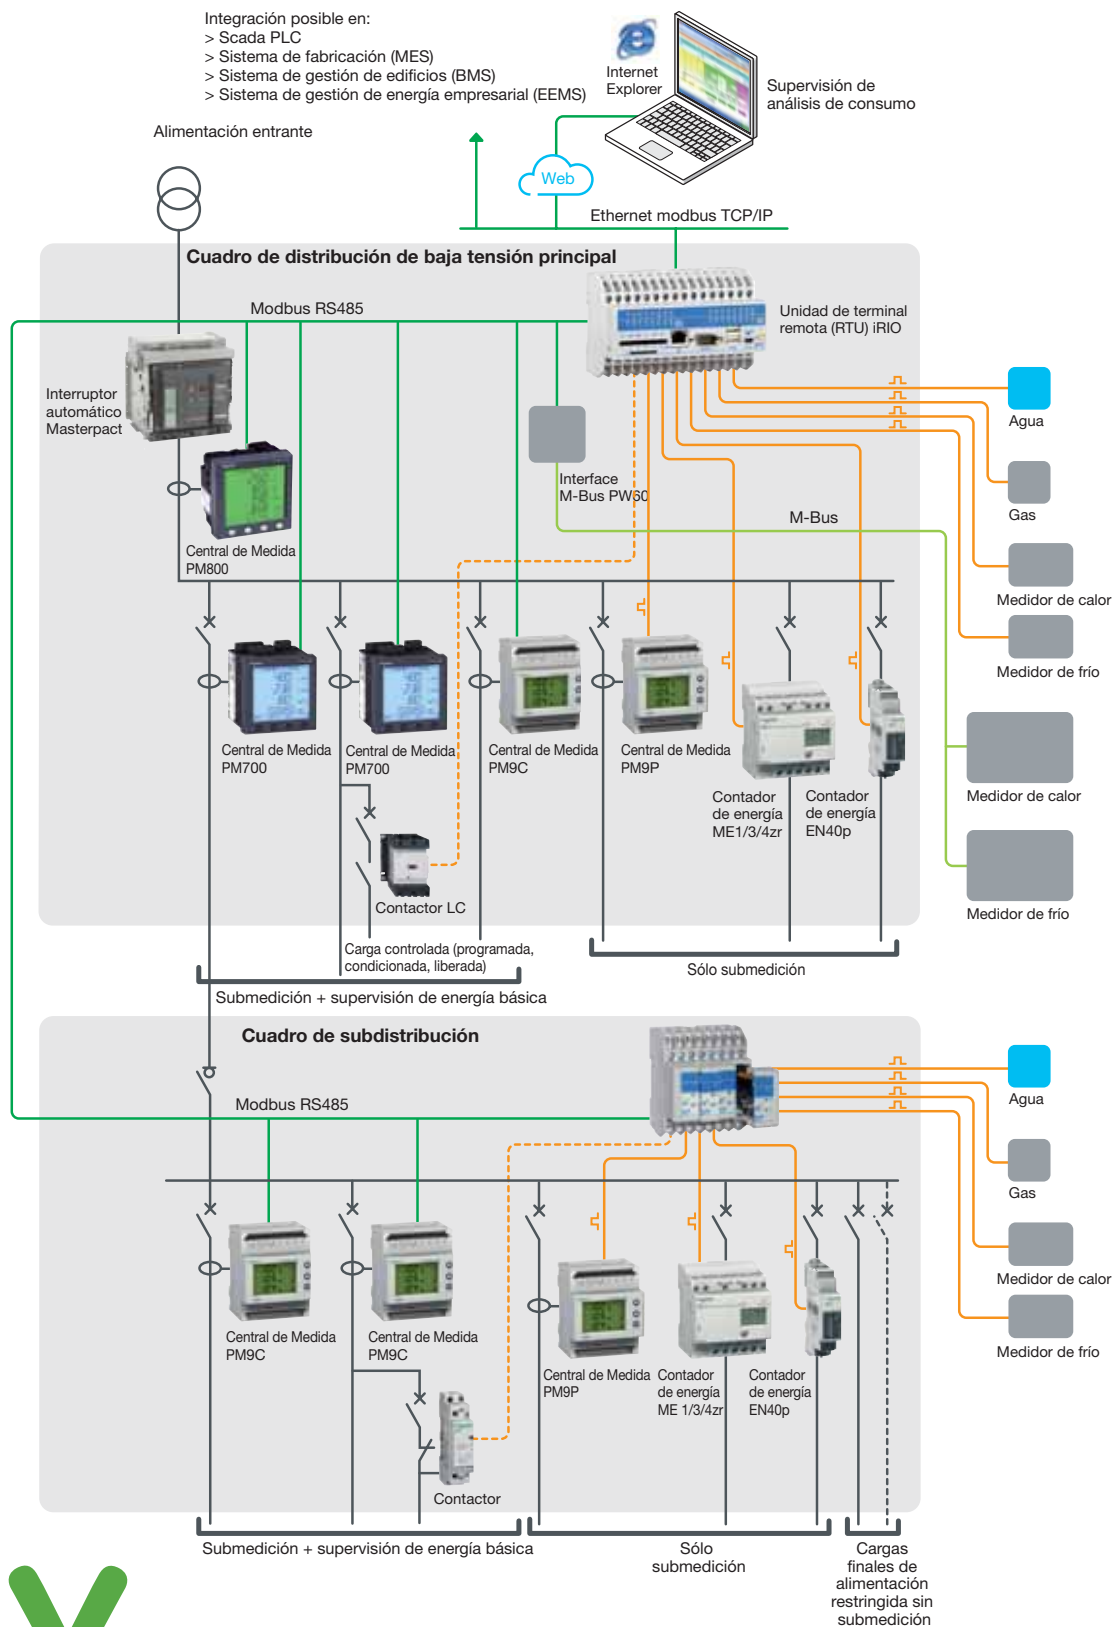 Integración posible en:
> Scada PLC
> Sistema de fabricación (MES)
> Sistema de gestión de edificios (BMS)
> Sistema de gestión de energía empresarial (EEMS)
Internet
Explorer
Supervisión de
análisis de consumo
Alimentación entrante
Web
Ethernet modbus TCP/IP
Cuadro de distribución de baja tensión principal
Modbus RS485
Unidad de terminal
remota (RTU) iRIO
Interruptor
automático
Masterpact
Agua
Interface
M-Bus PW60
Gas
M-Bus
Central de Medida
PM800
Medidor de calor
Medidor de frío
Central de Medida
PM700
Central de Medida
PM700
Central de Medida
PM9C
Central de Medida
PM9P
Contador
de energía
ME1/3/4zr
Contador
de energía
EN40p
Medidor de calor
Contactor LC
Medidor de frío
Carga controlada (programada,
condicionada, liberada)
Sólo submedición
Submedición + supervisión de energía básica
Cuadro de subdistribución
Modbus RS485
Agua
Gas
Medidor de calor
Medidor de frío
Central de Medida
PM9C
Central de Medida
PM9C
Central de Medida
PM9P
Contador
de energía
ME 1/3/4zr
Contador
de energía
EN40p
Contactor
Submedición + supervisión de energía básica
Sólo
submedición
Cargas
finales de
alimentación
restringida sin
submedición